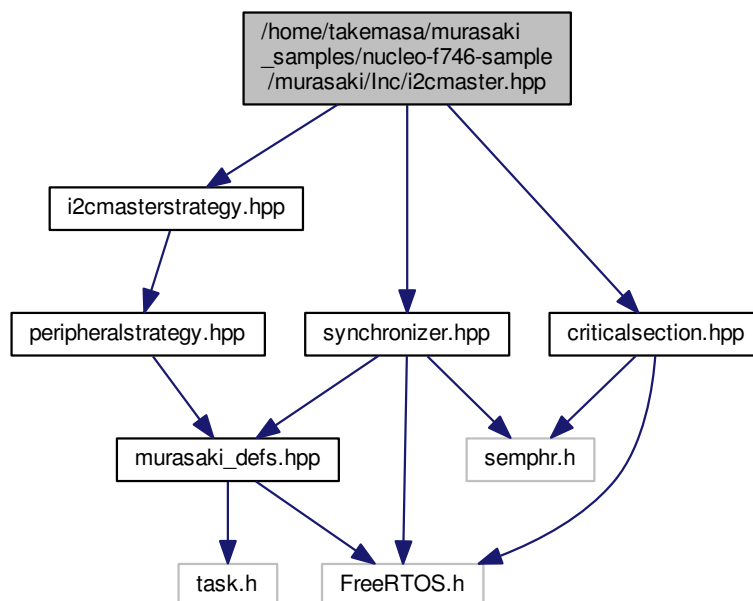 /home/takemasa/murasaki
_samples/nucleo-f746-sample
/murasaki/Inc/i2cmaster.hpp
i2cmasterstrategy.hpp
peripheralstrategy.hpp
synchronizer.hpp
criticalsection.hpp
murasaki_defs.hpp
semphr.h
task.h
FreeRTOS.h